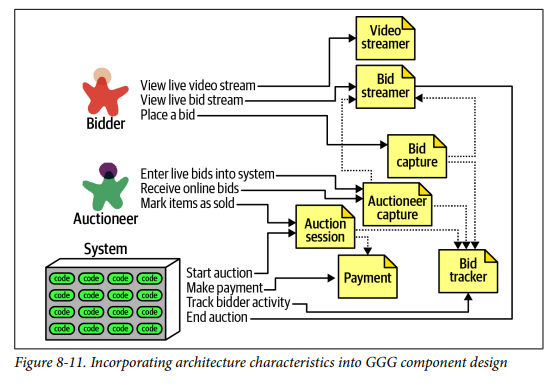 Video
streamer
Bid
streamer
View live video stream
View live bid stream
Place a bid
Bidder
Bid
capture
Enter live bids into system
Receive online bids
Mark items as sold
Auctioneer
Auctioneer
capture
Auction
session
System
code code code code
code code code code
code code code code
code code code code
Start auction
Make payment
Track bidder activity
End auction
Payment
Bid
tracker
Figure 8-11. Incorporating architecture characteristics into GGG component design